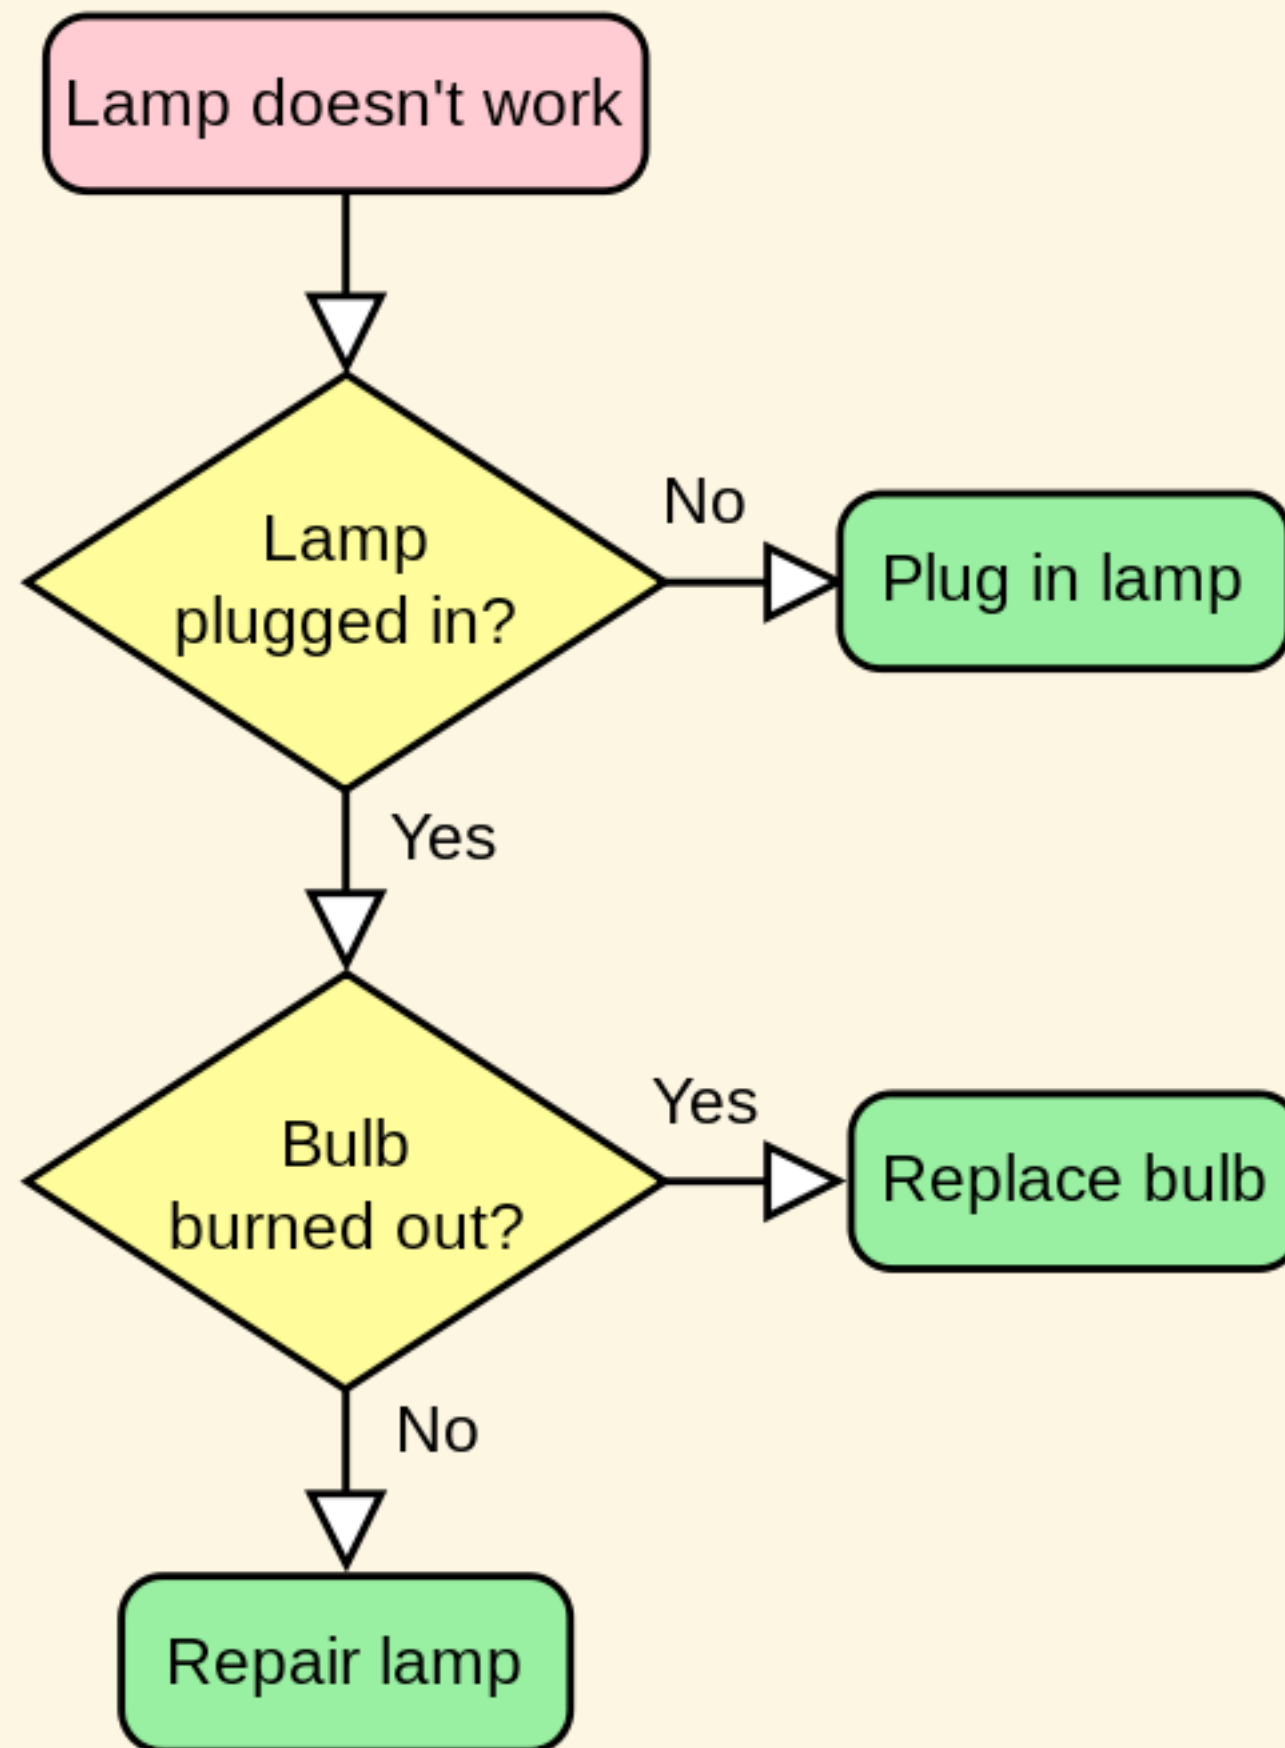 Lamp doesn't work
Lamp
plugged in?
No
Plug in lamp
Yes
Bulb
burned out?
Yes
Replace bulb
No
Repair lamp